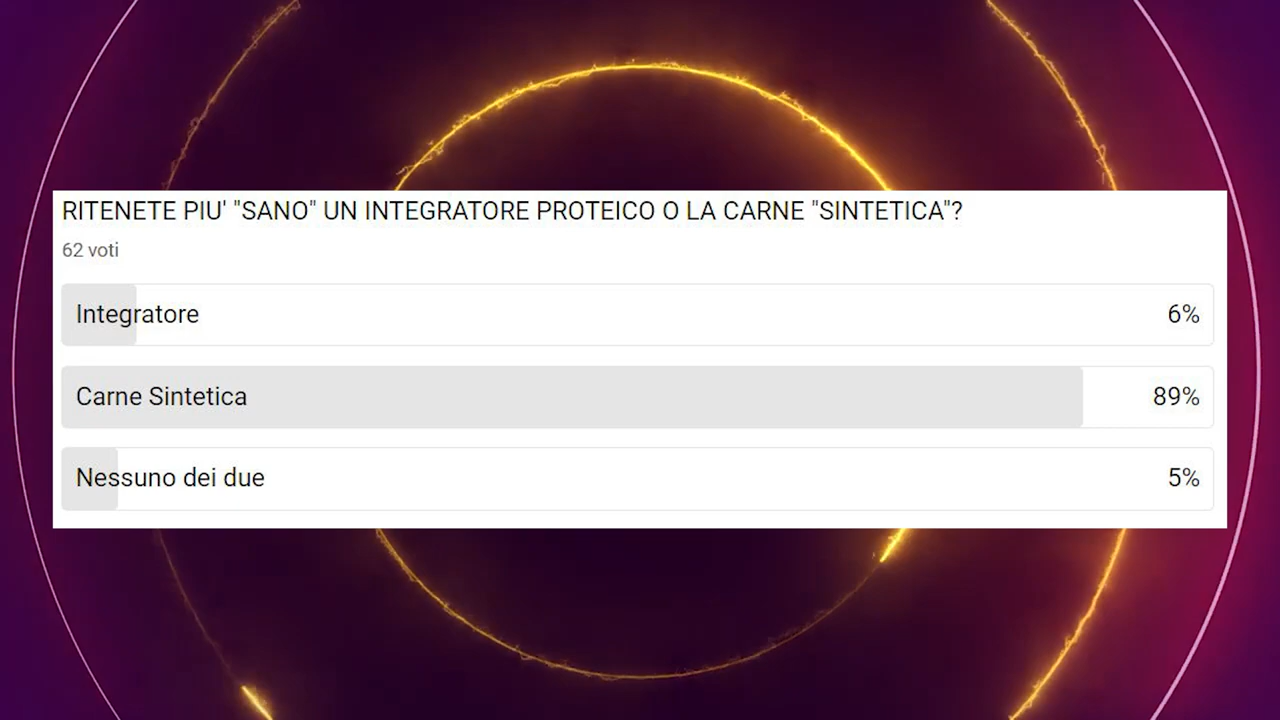 RITENETE PIU' "SANO" UN INTEGRATORE PROTEICO O LA CARNE "SINTETICA"?
62 voti
Integratore 6%
Carne Sintetica 89%
Nessuno dei due 5%